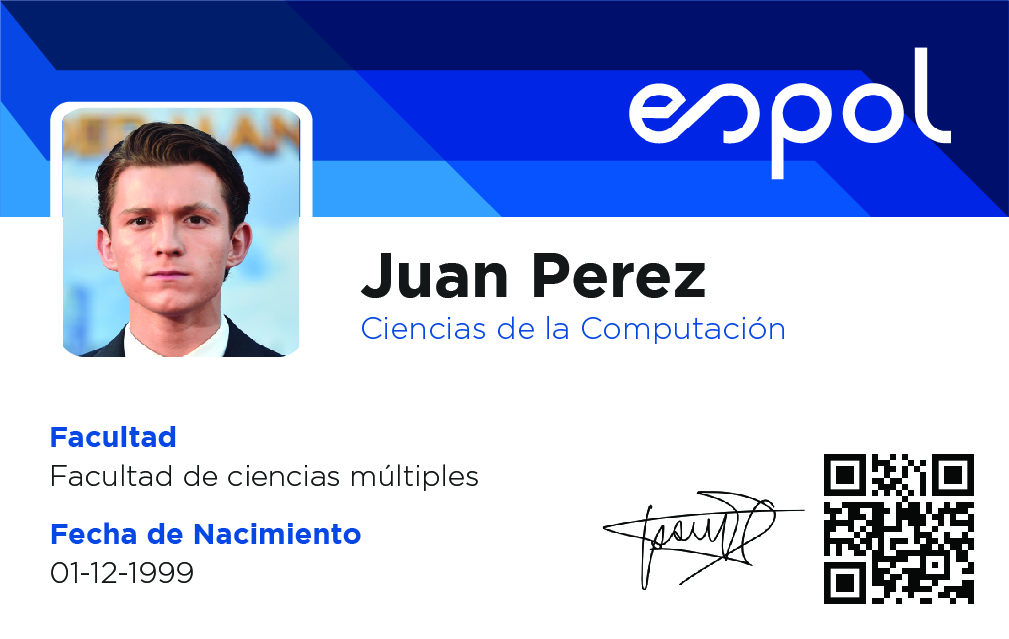 espol
Juan Perez
Ciencias de la Computación
Facultad
Facultad de ciencias múltiples
Fecha de Nacimiento
01-12-1999